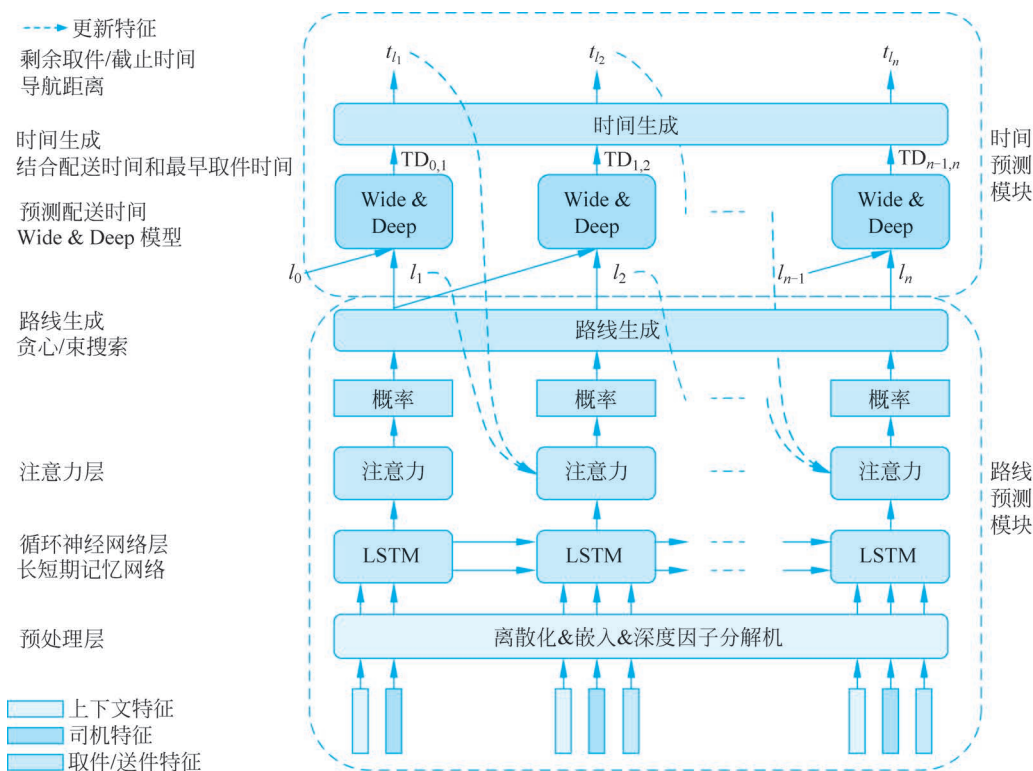 更新特征
剩余取件/截止时间
导航距离
t_{l_1}
t_{l_2}
t_{l_n}
时间生成
时间生成
结合配送时间和最早取件时间
TD_{0,1}
TD_{1,2}
TD_{n-1,n}
时间
预测
模块
预测配送时间
Wide & Deep 模型
Wide &
Deep
Wide &
Deep
Wide &
Deep
l_0
l_1
l_2
l_{n-1}
l_n
路线生成
贪心/束搜索
路线生成
概率
概率
概率
注意力层
注意力
注意力
注意力
路线
预测
模块
循环神经网络层
长短期记忆网络
LSTM
LSTM
LSTM
预处理层
离散化&嵌入&深度因子分解机
上下文特征
司机特征
取件/送件特征